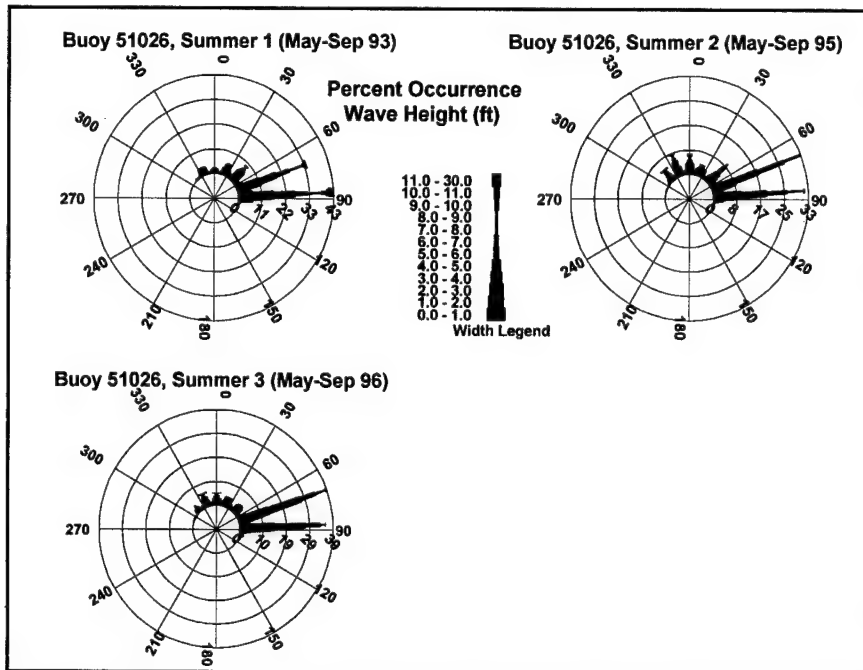 Buoy 51026, Summer 1 (May-Sep 93)
0
30
60
90
120
150
180
210
240
270
300
330
0
11
22
33
43
Percent Occurrence
Wave Height (ft)
11.0 - 30.0
10.0 - 11.0
9.0 - 10.0
8.0 - 9.0
7.0 - 8.0
6.0 - 7.0
5.0 - 6.0
4.0 - 5.0
3.0 - 4.0
2.0 - 3.0
1.0 - 2.0
0.0 - 1.0
Width Legend
Buoy 51026, Summer 2 (May-Sep 95)
0
30
60
90
120
150
180
210
240
270
300
330
0
8
17
25
33
Buoy 51026, Summer 3 (May-Sep 96)
0
30
60
90
120
150
180
210
240
270
300
330
0
10
19
29
39